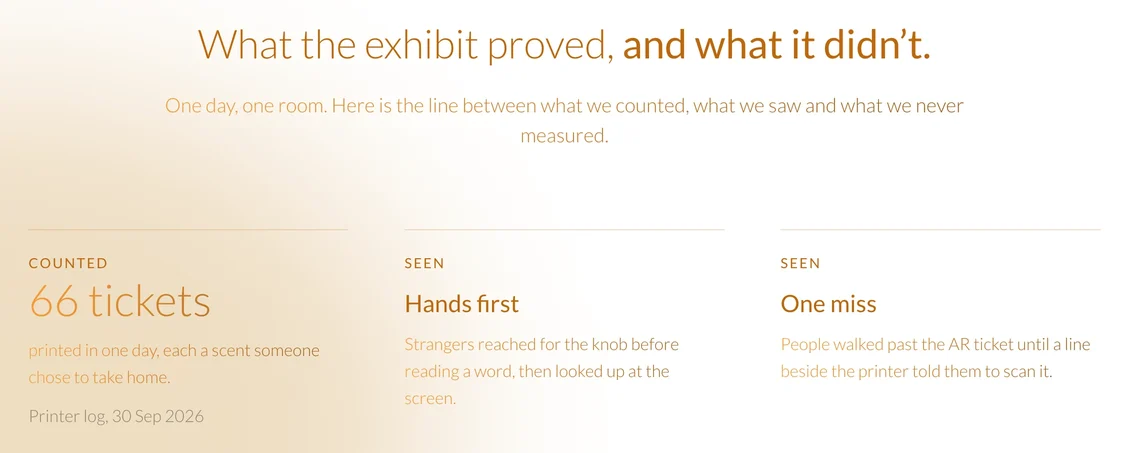 What the exhibit proved, and what it didn’t.
One day, one room. Here is the line between what we counted, what we saw and what we never
measured.
COUNTED
66 tickets
printed in one day, each a scent someone
chose to take home.
Printer log, 30 Sep 2026
SEEN
Hands first
Strangers reached for the knob before
reading a word, then looked up at the
screen.
SEEN
One miss
People walked past the AR ticket until a line
beside the printer told them to scan it.